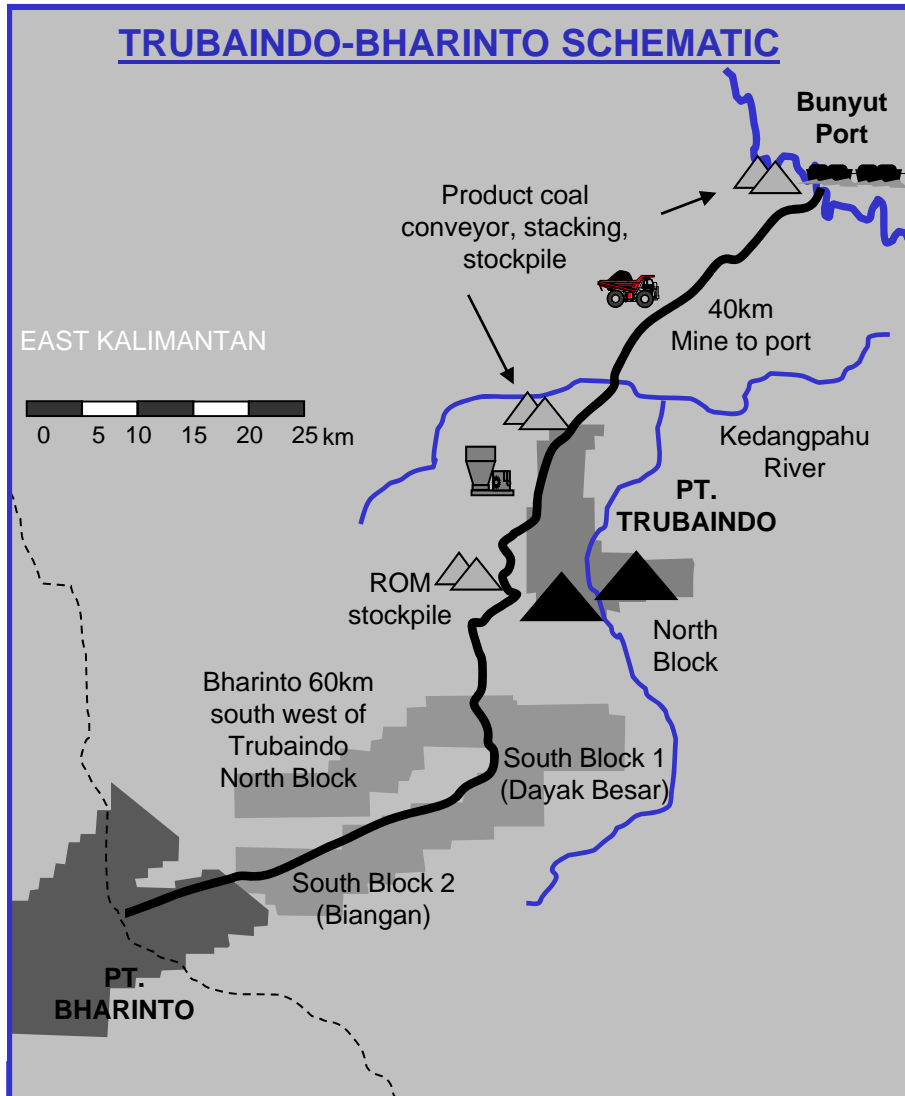 TRUBAINDO-BHARINTO SCHEMATIC
Bunyut
Port
Product coal
conveyor, stacking,
stockpile
40km
Mine to port
EAST KALIMANTAN
0 5 10 15 20 25 km
Kedangpahu
River
PT.
TRUBAINDO
ROM
stockpile
North
Block
Bharinto 60km
south west of
Trubaindo
North Block
South Block 1
(Dayak Besar)
South Block 2
(Biangan)
PT.
BHARINTO